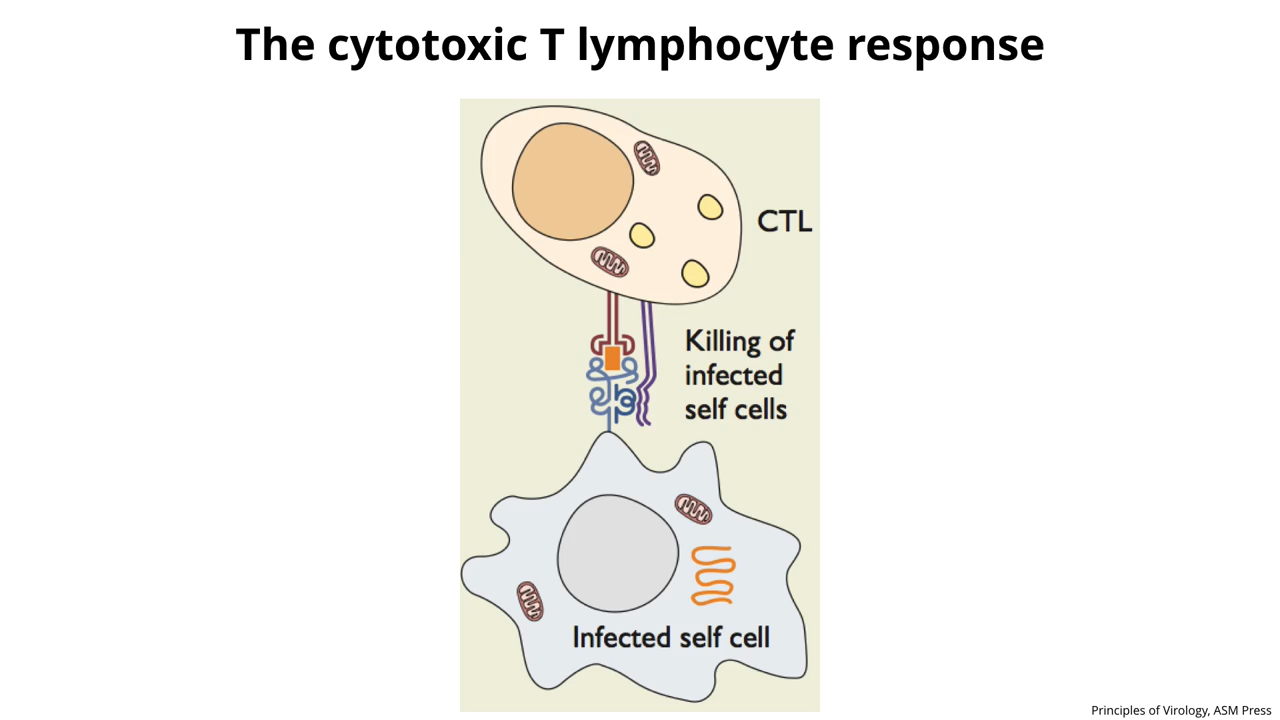 The cytotoxic T lymphocyte response
CTL
Killing of
infected
self cells
Infected self cell
Principles of Virology, ASM Press